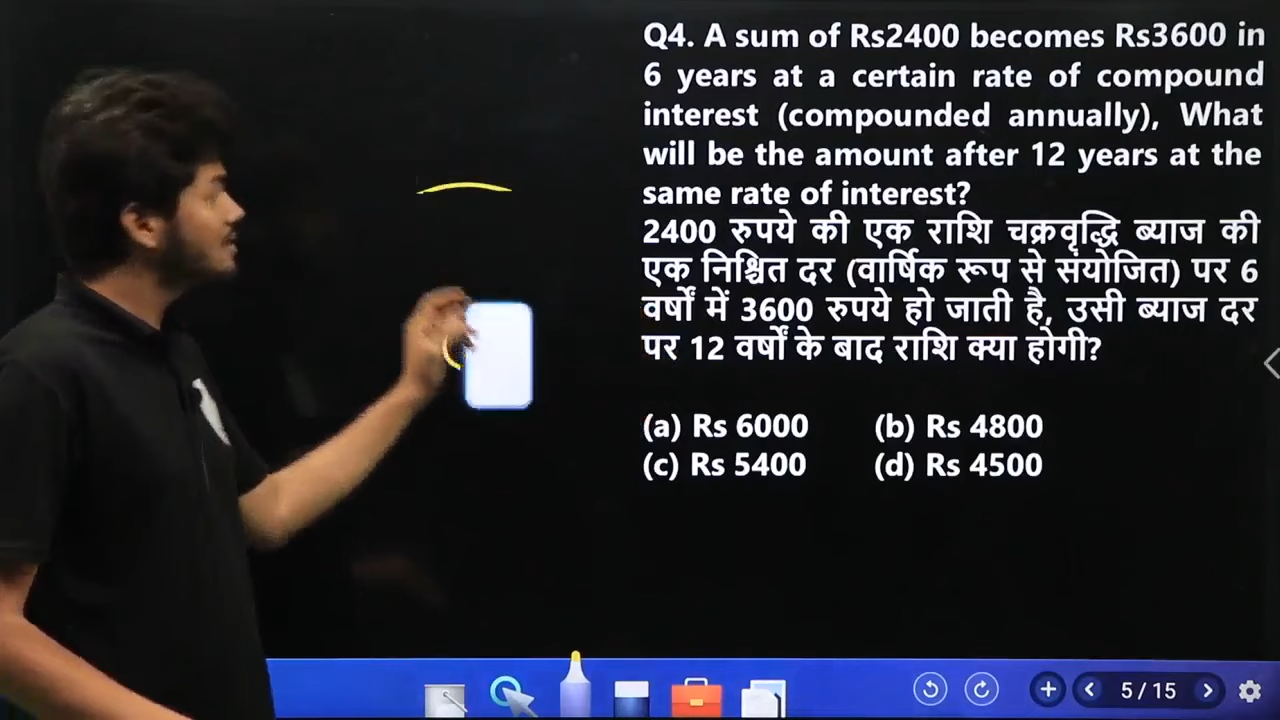 Q4. A sum of Rs2400 becomes Rs3600 in
6 years at a certain rate of compound
interest (compounded annually), What
will be the amount after 12 years at the
same rate of interest?
2400 रुपये की एक राशि चक्रवृद्धि ब्याज की
एक निश्चित दर (वार्षिक रूप से संयोजित) पर 6
वर्षों में 3600 रुपये हो जाती है, उसी ब्याज दर
पर 12 वर्षों के बाद राशि क्या होगी?
(a) Rs 6000 (b) Rs 4800
(c) Rs 5400 (d) Rs 4500
5 / 15